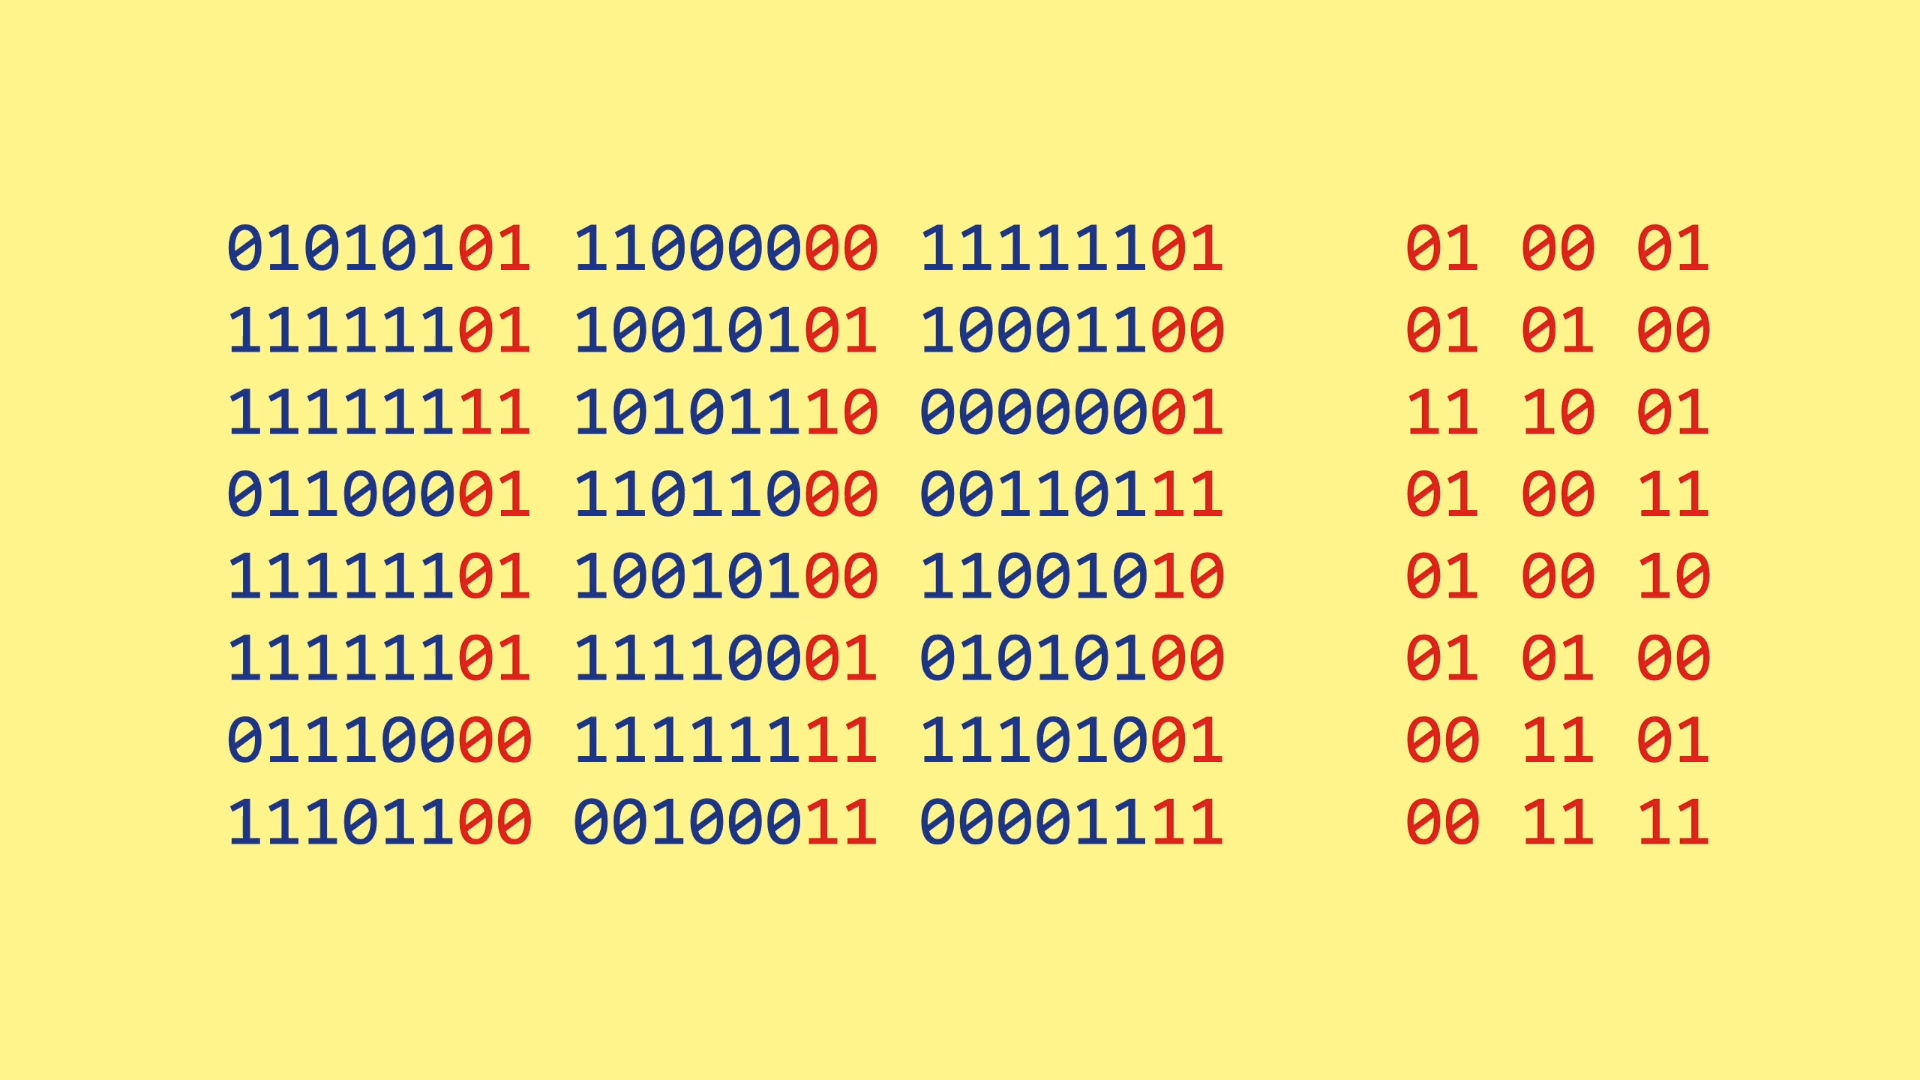 01010101 11000000 11111101 01 00 01
11111101 10010101 10001100 01 01 00
11111111 10101110 00000001 11 10 01
01100001 11011000 00110111 01 00 11
11111101 10010100 11001010 01 00 10
11111101 11110001 01010100 01 01 00
01110000 11111111 11101001 00 11 01
11101100 00100011 00001111 00 11 11